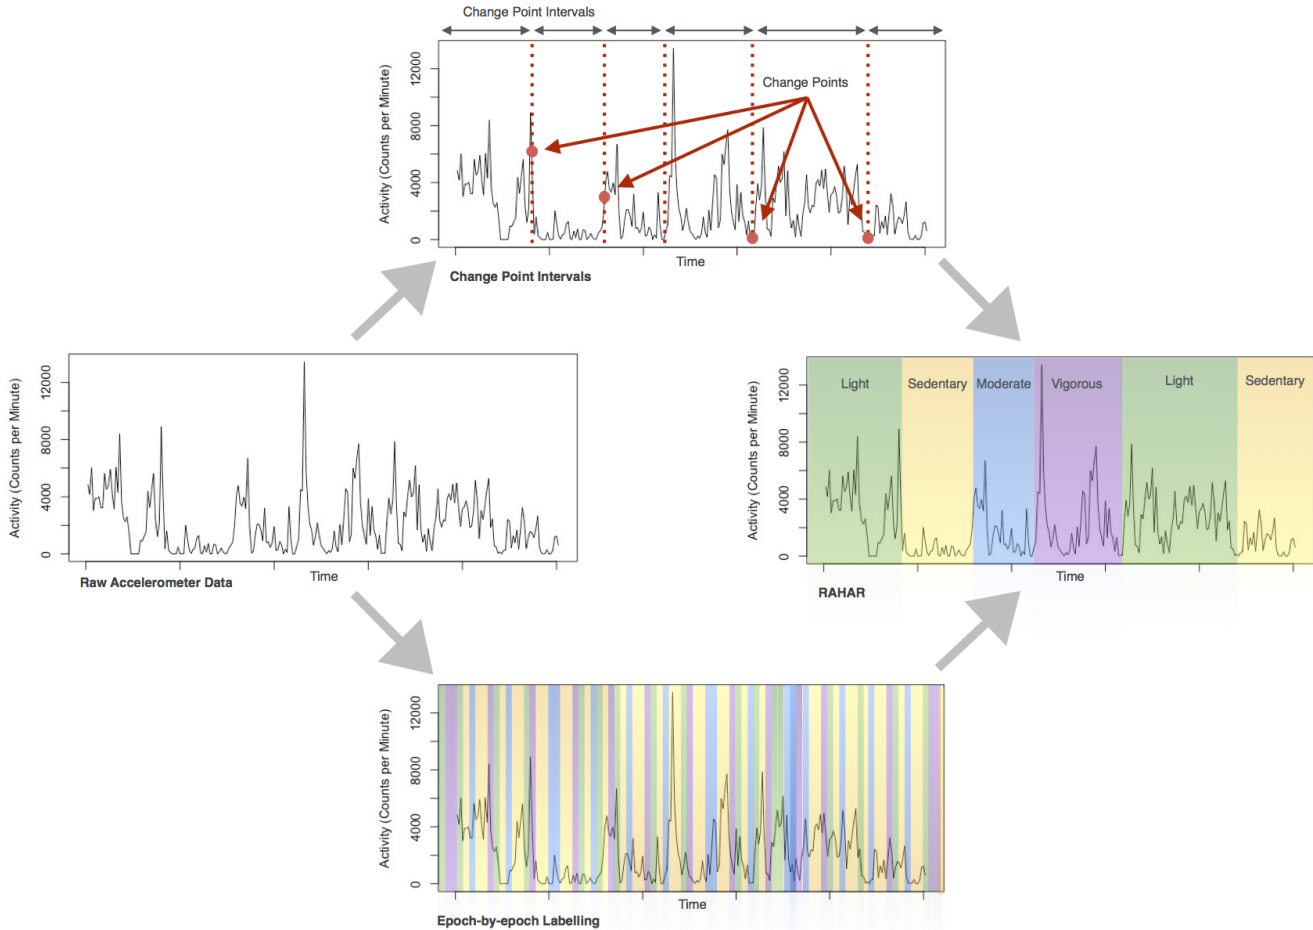 Change Point Intervals
Activity (Counts per Minute)
12000
8000
4000
0
Change Points
Time
Change Point Intervals
Activity (Counts per Minute)
12000
8000
4000
0
Time
Raw Accelerometer Data
Activity (Counts per Minute)
12000
8000
4000
0
Light
Sedentary
Moderate
Vigorous
Light
Sedentary
Time
RAHAR
Activity (Counts per Minute)
12000
8000
4000
0
Time
Epoch-by-epoch Labelling